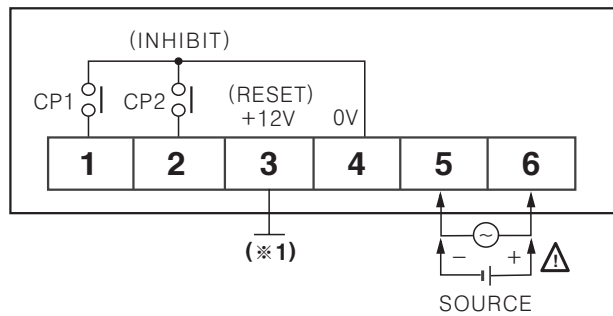 (INHIBIT)
CP1
CP2
(RESET)
+12V
0V
1
2
3
4
5
6
(※1)
~
− +
SOURCE